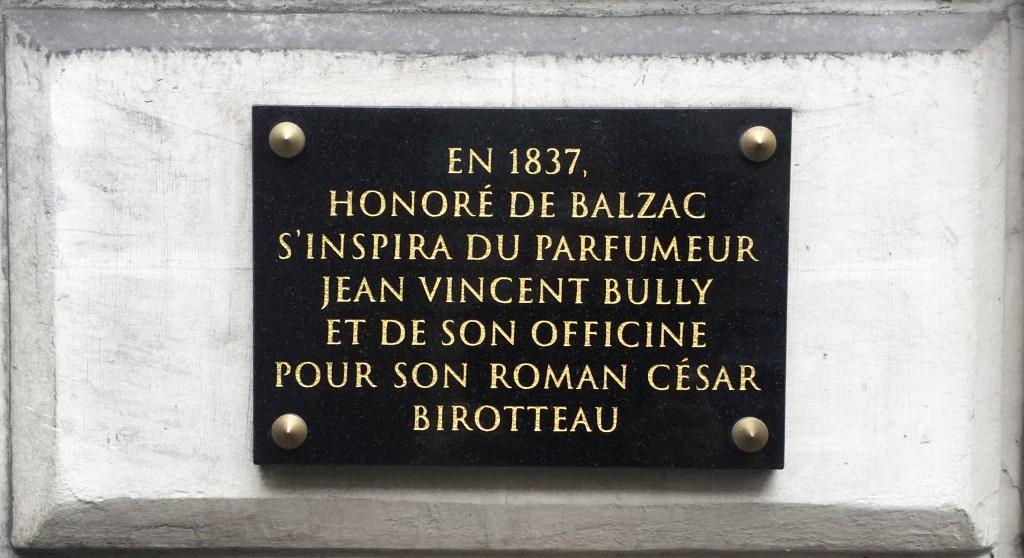 EN 1837,
HONORÉ DE BALZAC
S'INSPIRA DU PARFUMEUR
JEAN VINCENT BULLY
ET DE SON OFFICINE
POUR SON ROMAN CÉSAR
BIROTTEAU